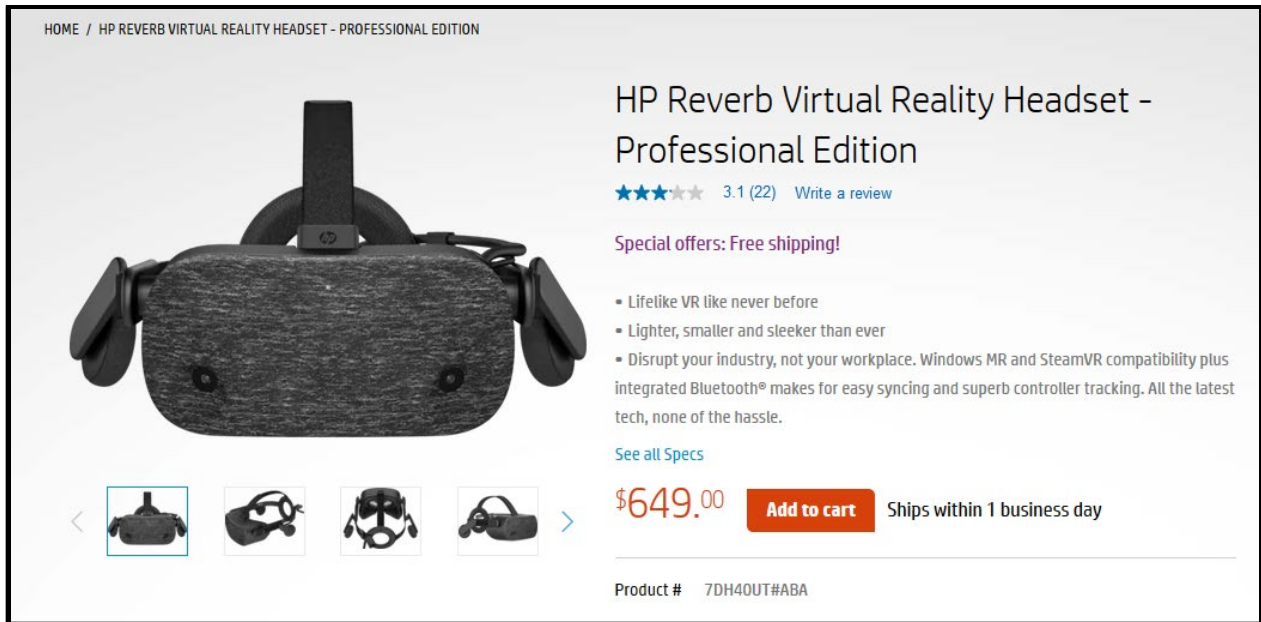 HOME / HP REVERB VIRTUAL REALITY HEADSET - PROFESSIONAL EDITION
hp
HP Reverb Virtual Reality Headset -
Professional Edition
3.1 (22) Write a review
Special offers: Free shipping!
• Lifelike VR like never before
• Lighter, smaller and sleeker than ever
• Disrupt your industry, not your workplace. Windows MR and SteamVR compatibility plus
integrated Bluetooth® makes for easy syncing and superb controller tracking. All the latest
tech, none of the hassle.
See all Specs
$649.00 Add to cart Ships within 1 business day
Product # 7DH40UT#ABA